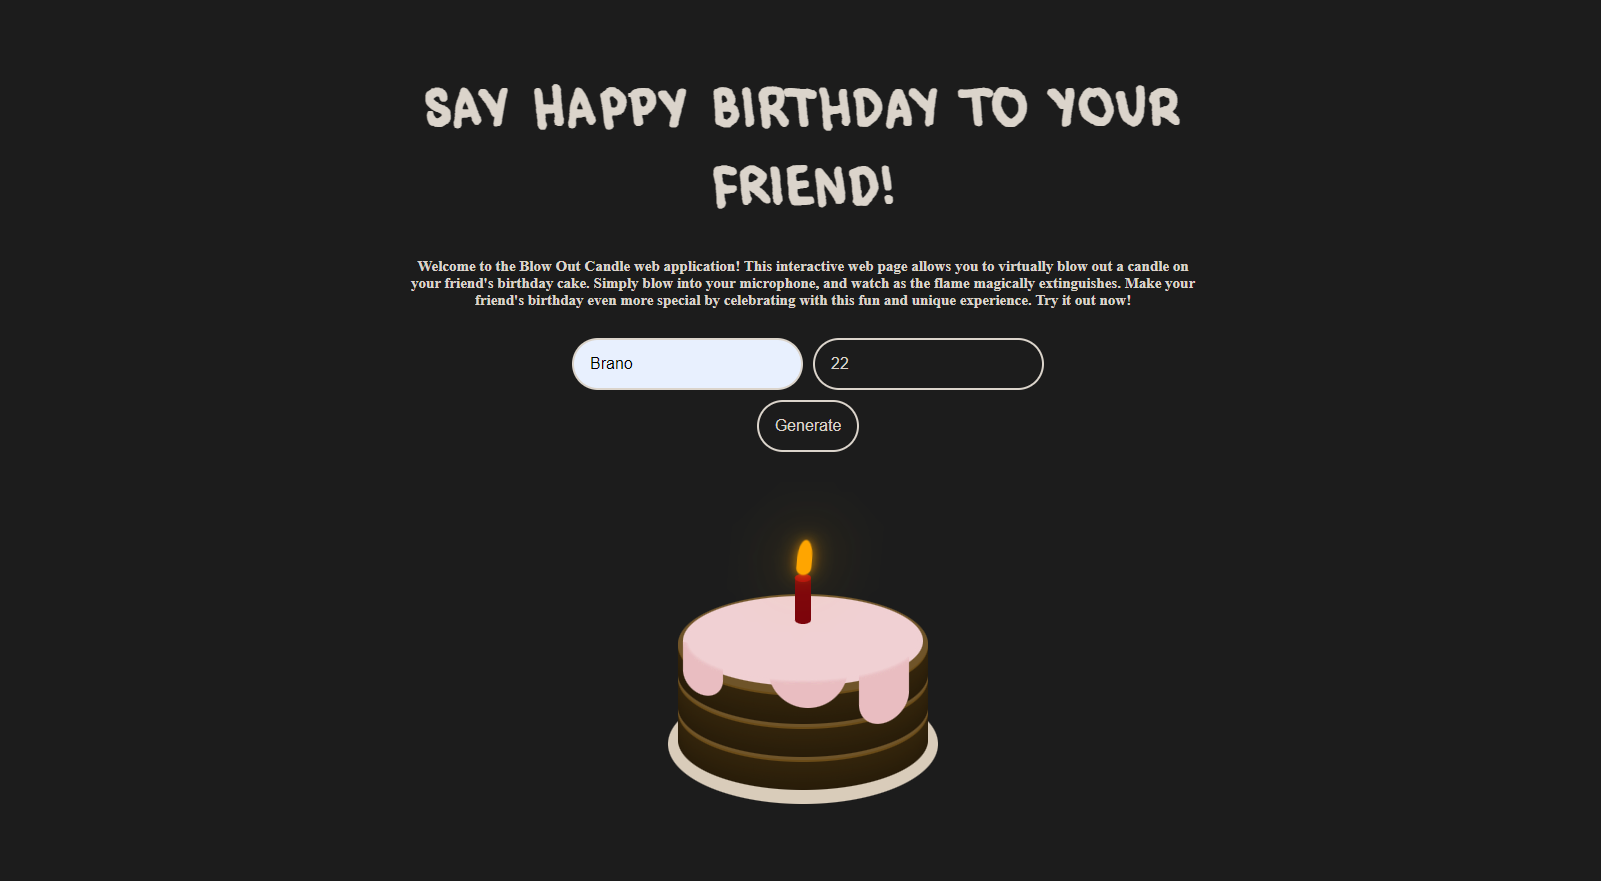 SAY HAPPY BIRTHDAY TO YOUR
FRIEND!
Welcome to the Blow Out Candle web application! This interactive web page allows you to virtually blow out a candle on
your friend's birthday cake. Simply blow into your microphone, and watch as the flame magically extinguishes. Make your
friend's birthday even more special by celebrating with this fun and unique experience. Try it out now!
Brano
22
Generate